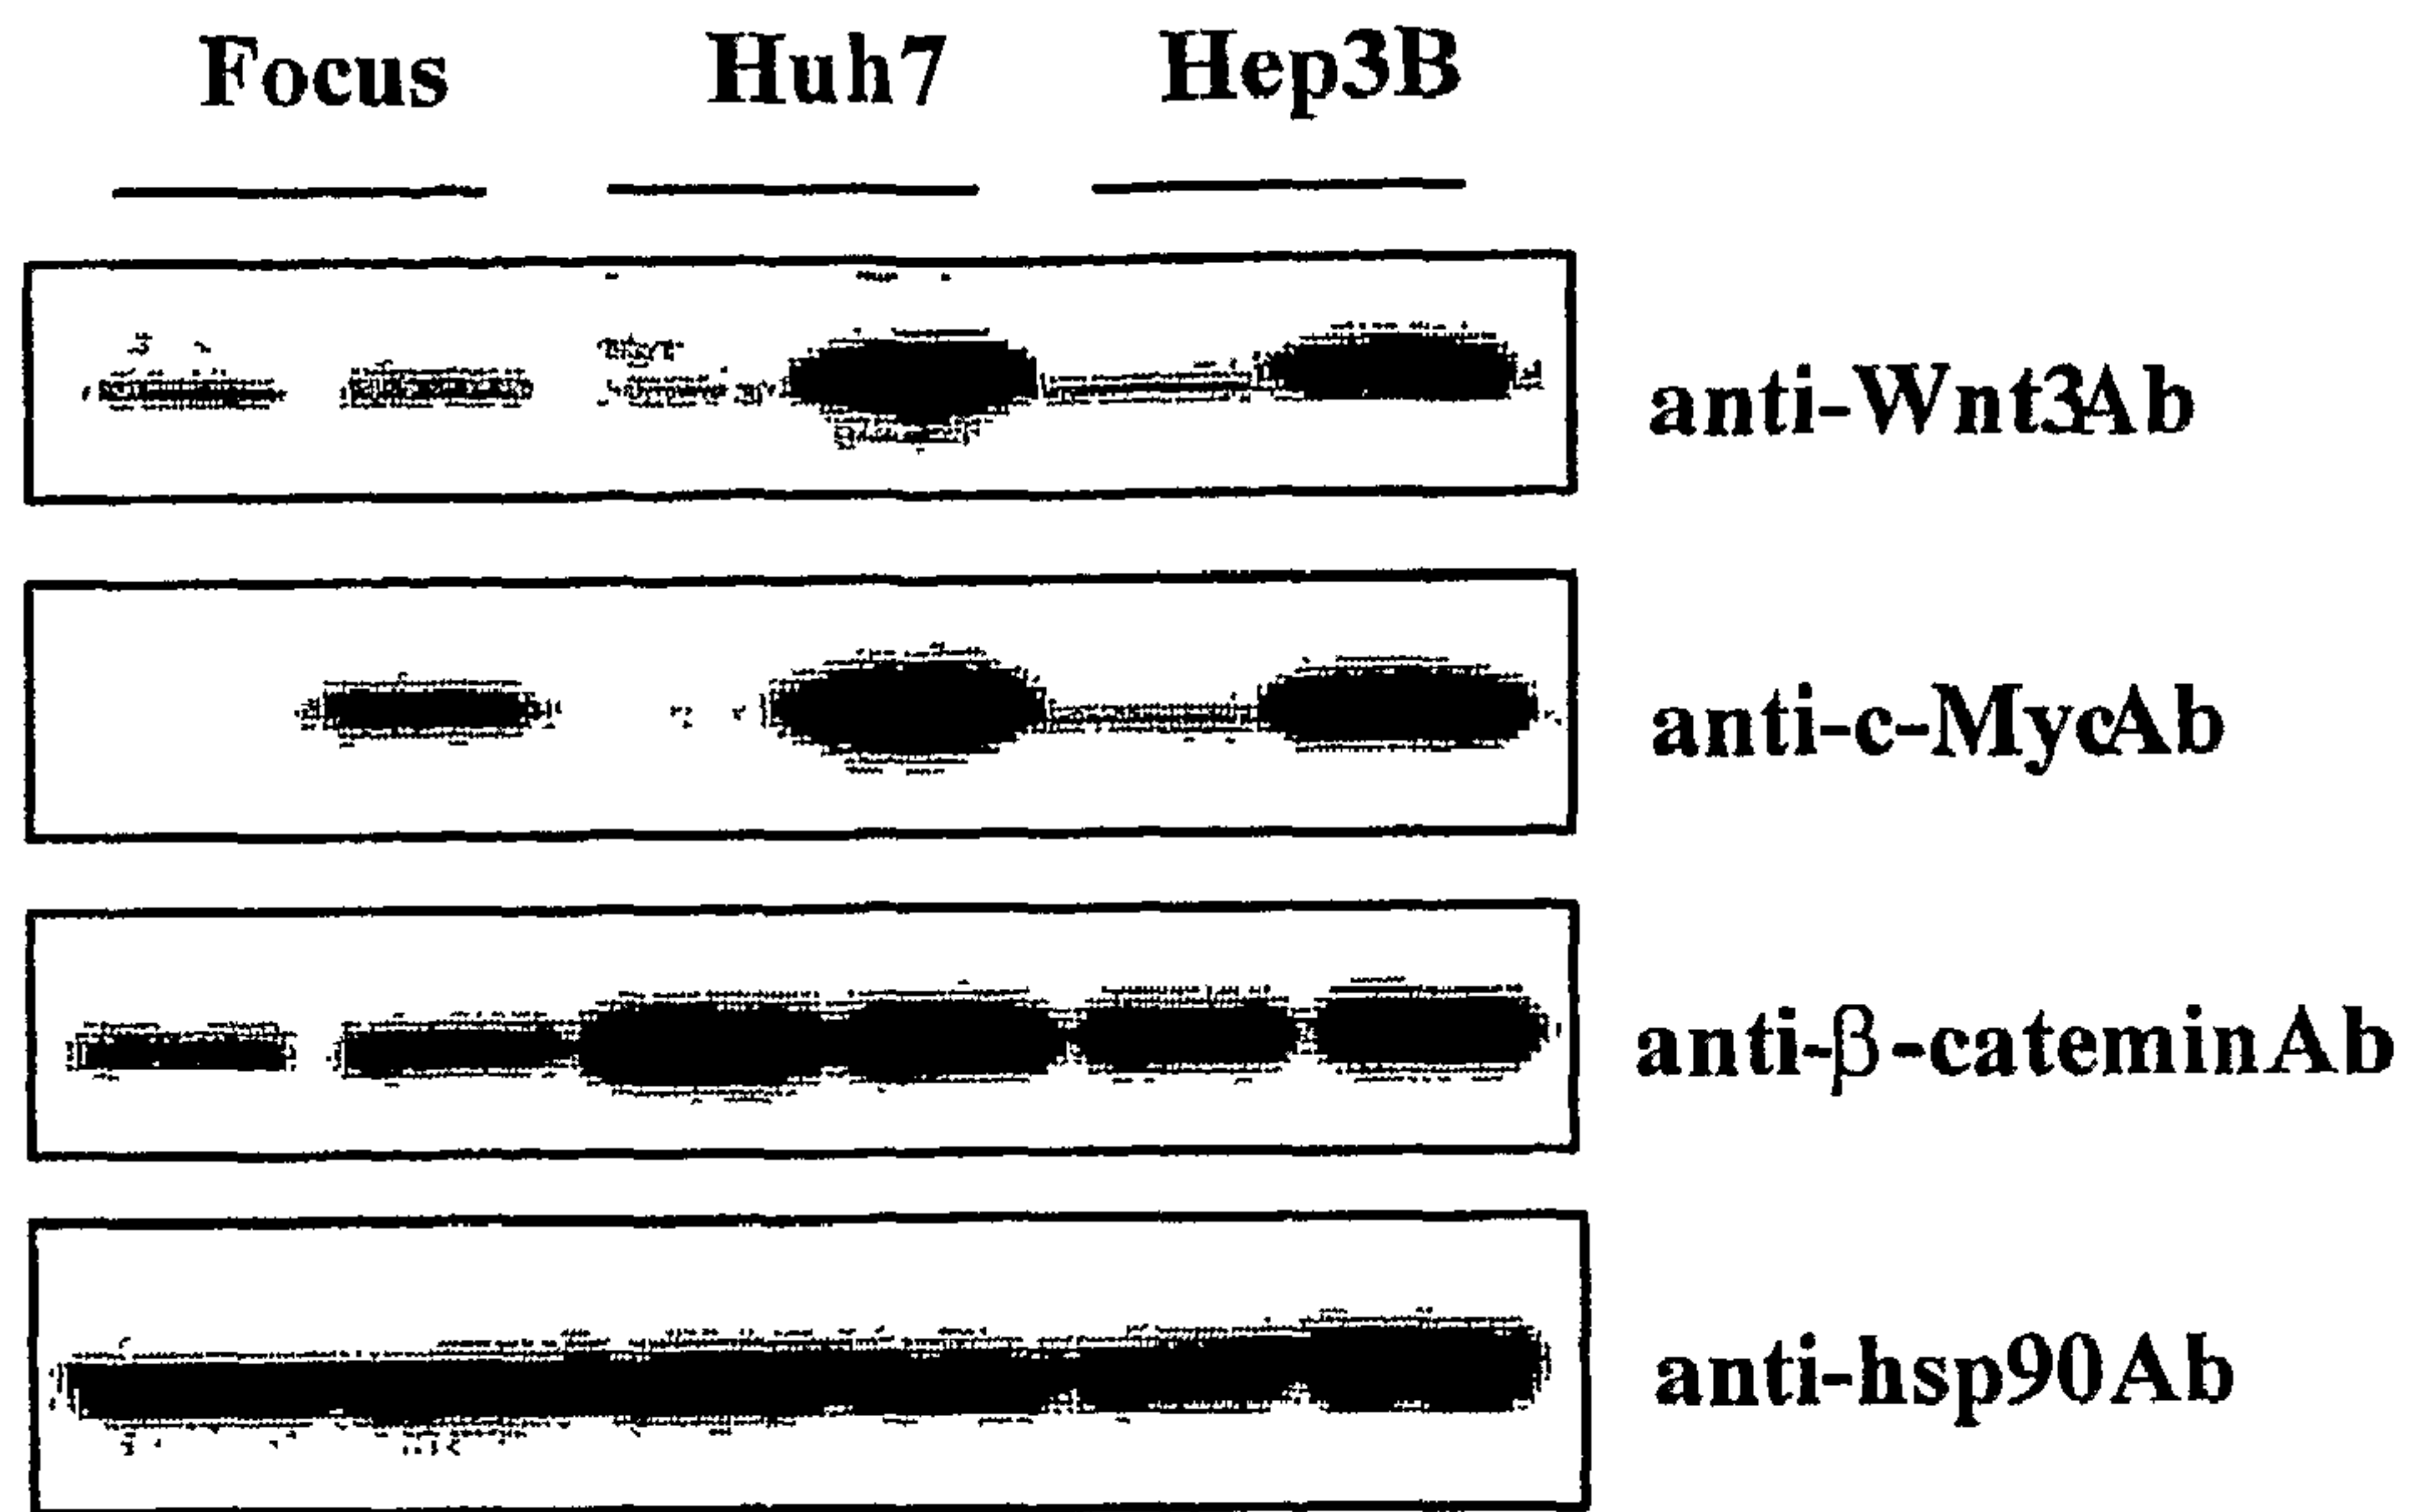 Focus Huh7 Hep3B
anti-Wnt3Ab
anti-c-MycAb
anti-β-cateminAb
anti-hsp90Ab